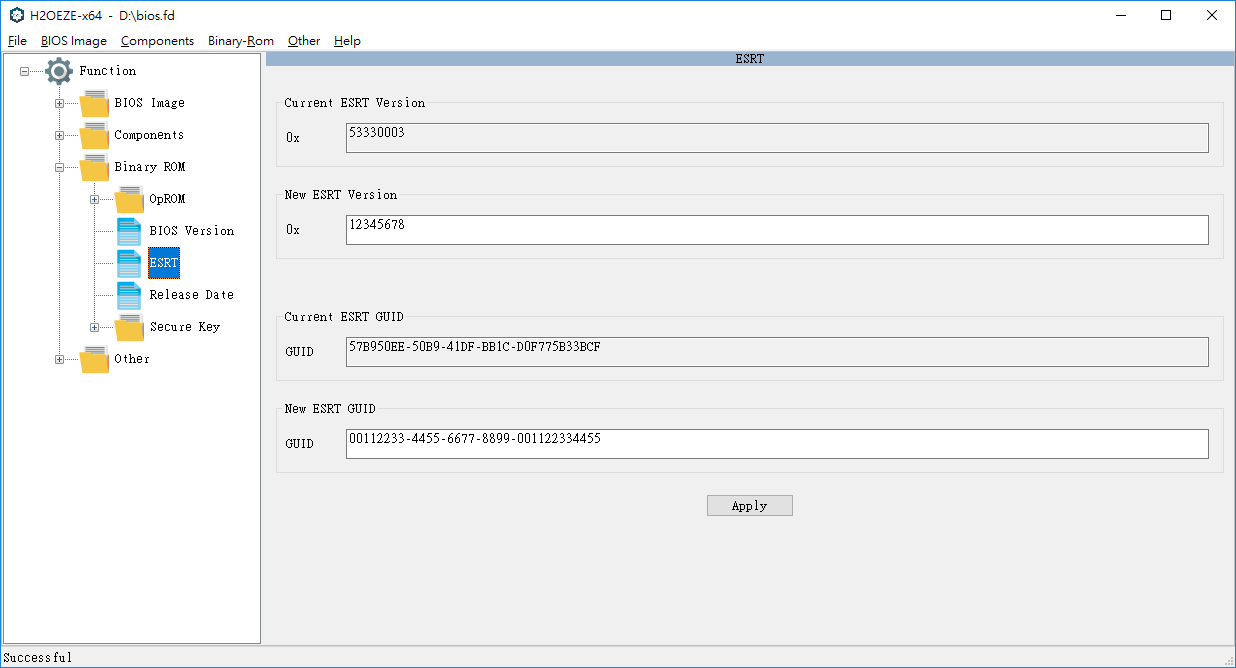 H2OEZE-x64 - D:\bios.fd
File BIOS Image Components Binary-Rom Other Help
Function
BIOS Image
Components
Binary ROM
OpROM
BIOS Version
ESRT
Release Date
Secure Key
Other
ESRT
Current ESRT Version
0x 53330003
New ESRT Version
0x 12345678
Current ESRT GUID
GUID 57B950EE-50B9-41DF-BB1C-D0F775B33BCF
New ESRT GUID
GUID 00112233-4455-6677-8899-001122334455
Apply
Successful